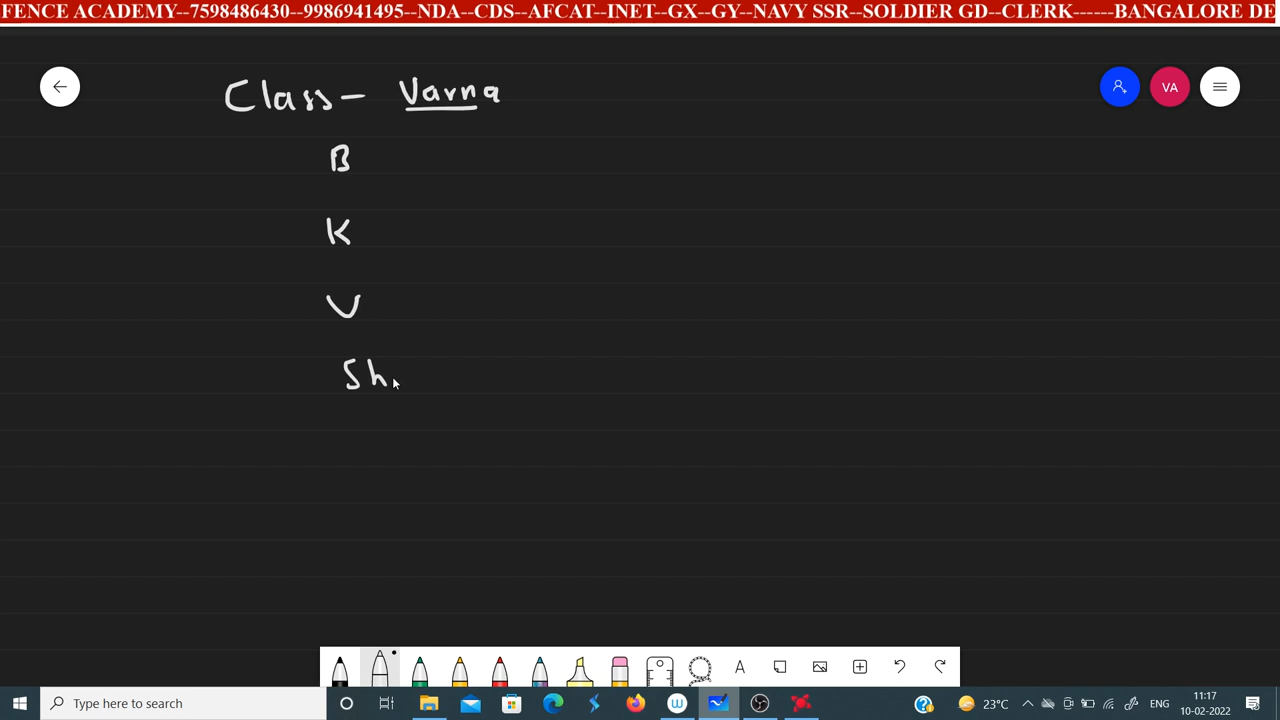 FENCE ACADEMY--7598486430--9986941495--NDA--CDS--AFCAT--INET--GX--GY--NAVY SSR--SOLDIER GD--CLERK------BANGALORE DE
Class - Varna
VA
B
K
V
Sh
A
Type here to search
23°C
ENG
11:17
10-02-2022